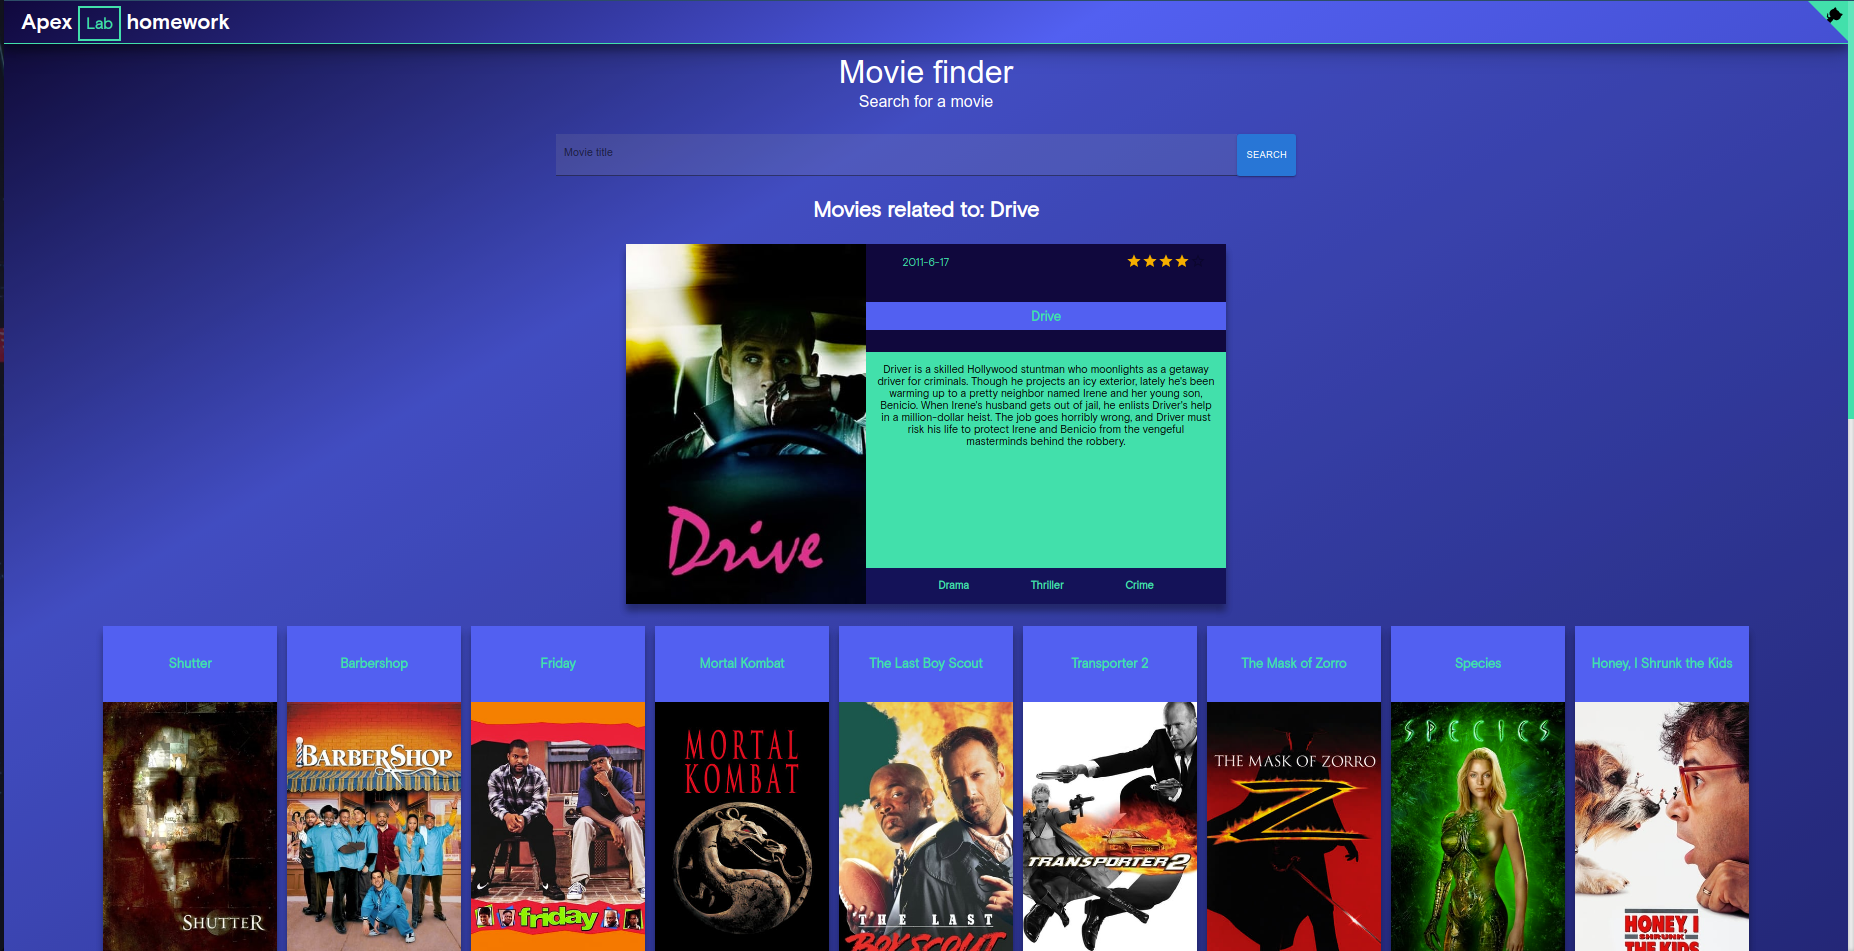 Apex Lab homework
Movie finder
Search for a movie
Movie title
SEARCH
Movies related to: Drive
2011-6-17
Drive
Driver is a skilled Hollywood stuntman who moonlights as a getaway
driver for criminals. Though he projects an icy exterior, lately he's been
warming up to a pretty neighbor named Irene and her young son,
Benicio. When Irene's husband gets out of jail, he enlists Driver's help
in a million-dollar heist. The job goes horribly wrong, and Driver must
risk his life to protect Irene and Benicio from the vengeful
masterminds behind the robbery.
Drive
Drama Thriller Crime
Shutter
Barbershop
Friday
Mortal Kombat
The Last Boy Scout
Transporter 2
The Mask of Zorro
Species
Honey, I Shrunk the Kids
SHUTTER
BARBERSHOP
friday
MORTAL
KOMBAT
THE LAST
BOY SCOUT
TRANSPORTER 2
THE MASK OF ZORRO
Z
SPECIES
HONEY, I
SHRUNK
THE KIDS